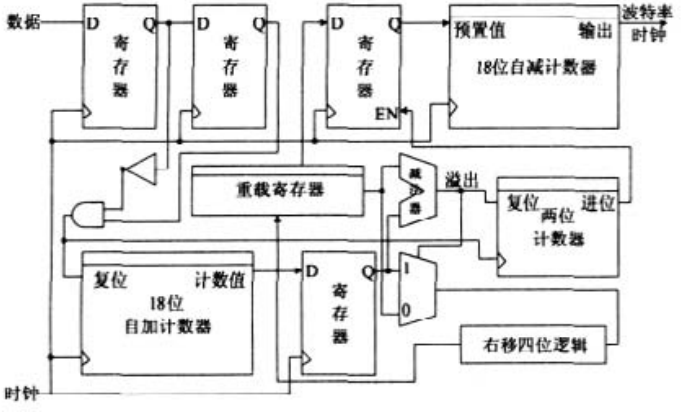 数据
D Q
寄存器
D Q
寄存器
D Q
寄存器
EN
预置值 输出
18位自减计数器
波特率
时钟
重载寄存器
减法器
溢出
复位 进位
两位
计数器
复位 计数值
18位
自加计数器
D Q
寄存器
1
0
右移四位逻辑
时钟